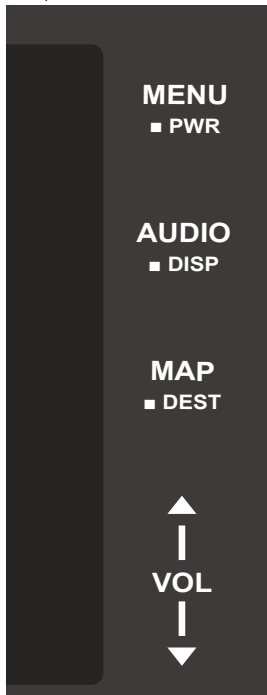 MENU
■ PWR
AUDIO
■ DISP
MAP
■ DEST
VOL